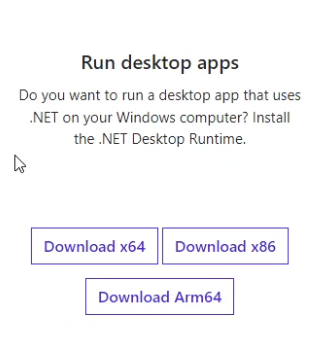 Run desktop apps
Do you want to run a desktop app that uses
.NET on your Windows computer? Install
the .NET Desktop Runtime.
Download x64
Download x86
Download Arm64